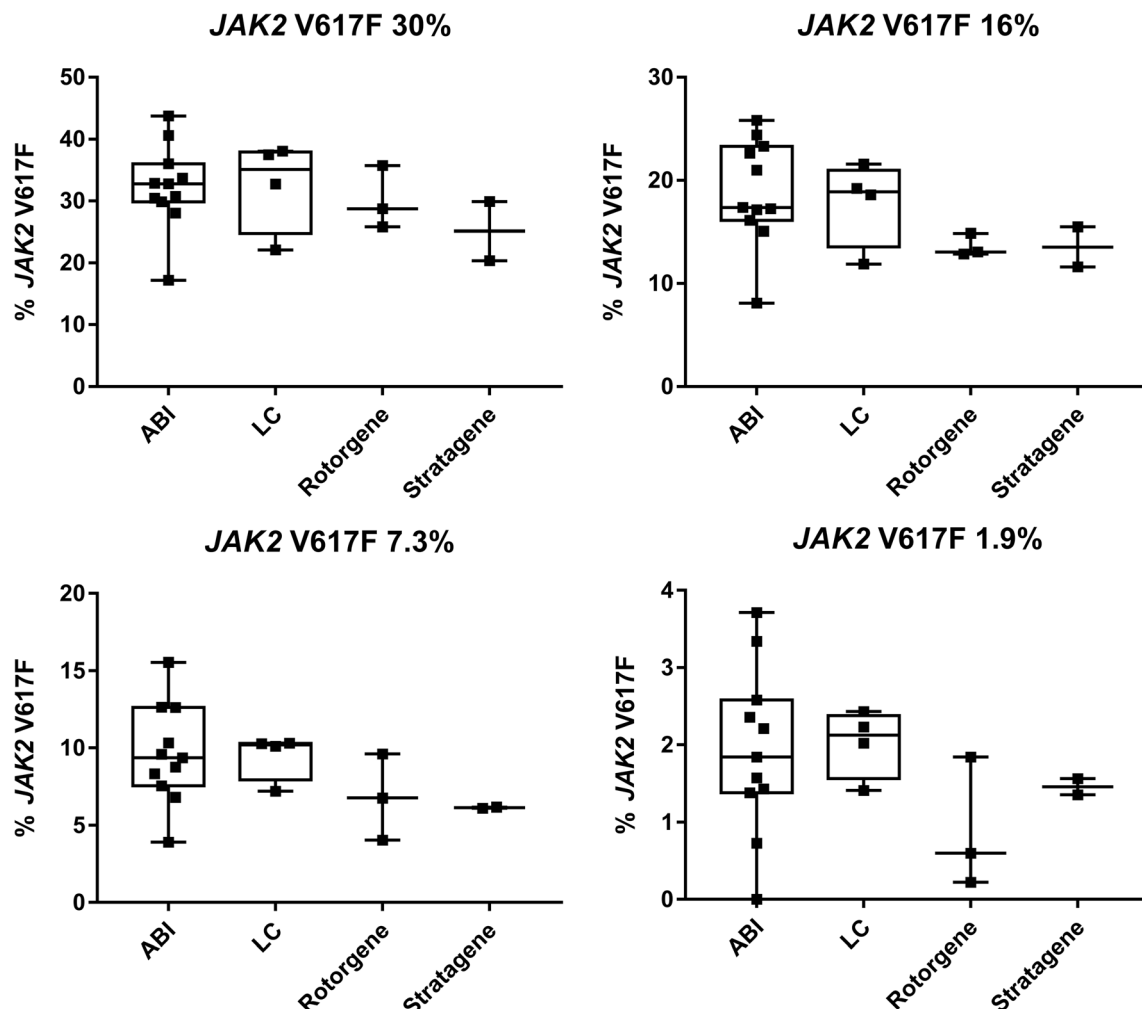 JAK2 V617F 30%
% JAK2 V617F
50
40
30
20
10
0
ABI
LC
Rotorgene
Stratagene
JAK2 V617F 16%
% JAK2 V617F
30
20
10
0
ABI
LC
Rotorgene
Stratagene
JAK2 V617F 7.3%
% JAK2 V617F
20
15
10
5
0
ABI
LC
Rotorgene
Stratagene
JAK2 V617F 1.9%
% JAK2 V617F
4
3
2
1
0
ABI
LC
Rotorgene
Stratagene